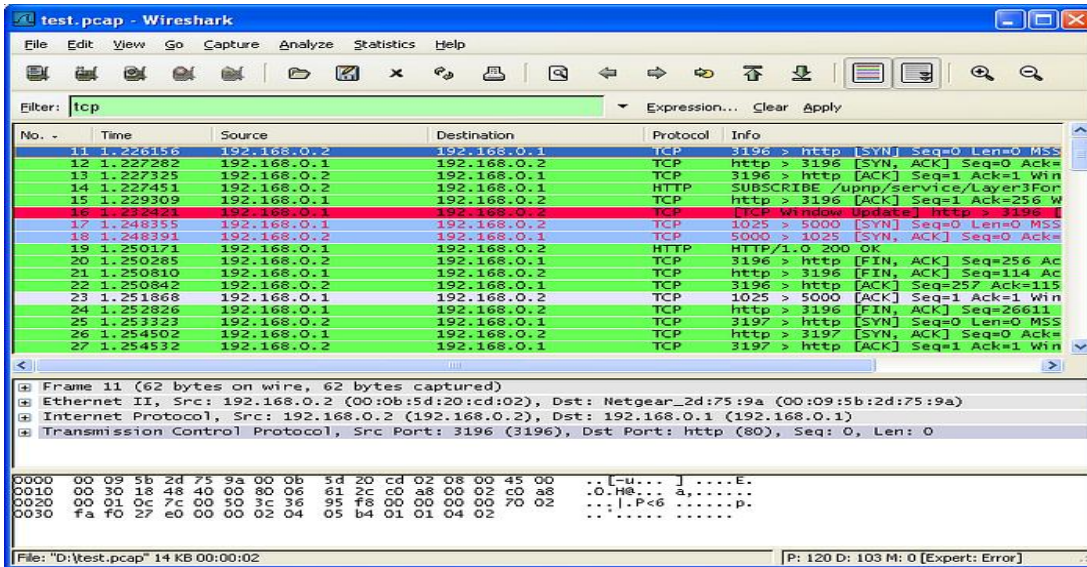 test.pcap - Wireshark
File Edit View Go Capture Analyze Statistics Help
Filter: tcp Expression... Clear Apply
No. - Time Source Destination Protocol Info
11 1.226156 192.168.0.2 192.168.0.1 TCP 3196 > http [SYN] Seq=0 Len=0 MSS
12 1.227282 192.168.0.1 192.168.0.2 TCP http > 3196 [SYN, ACK] Seq=0 Ack=
13 1.227325 192.168.0.2 192.168.0.1 TCP 3196 > http [ACK] Seq=1 Ack=1 Win
14 1.227451 192.168.0.2 192.168.0.1 HTTP SUBSCRIBE /upnp/service/Layer3For
15 1.229309 192.168.0.1 192.168.0.2 TCP http > 3196 [ACK] Seq=1 Ack=256 W
16 1.232421 192.168.0.1 192.168.0.2 TCP [TCP Window Update] http > 3196 [
17 1.248355 192.168.0.1 192.168.0.2 TCP 1025 > 5000 [SYN] Seq=0 Len=0 MSS
18 1.248391 192.168.0.2 192.168.0.1 TCP 5000 > 1025 [SYN, ACK] Seq=0 Ack=
19 1.250171 192.168.0.1 192.168.0.2 HTTP HTTP/1.0 200 OK
20 1.250285 192.168.0.2 192.168.0.1 TCP 3196 > http [FIN, ACK] Seq=256 Ac
21 1.250810 192.168.0.1 192.168.0.2 TCP http > 3196 [FIN, ACK] Seq=114 Ac
22 1.250842 192.168.0.2 192.168.0.1 TCP 3196 > http [ACK] Seq=257 Ack=115
23 1.251868 192.168.0.1 192.168.0.2 TCP 1025 > 5000 [ACK] Seq=1 Ack=1 Win
24 1.252826 192.168.0.1 192.168.0.2 TCP http > 3196 [FIN, ACK] Seq=26611
25 1.253323 192.168.0.2 192.168.0.1 TCP 3197 > http [SYN] Seq=0 Len=0 MSS
26 1.254502 192.168.0.1 192.168.0.2 TCP http > 3197 [SYN, ACK] Seq=0 Ack=
27 1.254532 192.168.0.2 192.168.0.1 TCP 3197 > http [ACK] Seq=1 Ack=1 Win
Frame 11 (62 bytes on wire, 62 bytes captured)
Ethernet II, Src: 192.168.0.2 (00:0b:5d:20:cd:02), Dst: Netgear_2d:75:9a (00:09:5b:2d:75:9a)
Internet Protocol, Src: 192.168.0.2 (192.168.0.2), Dst: 192.168.0.1 (192.168.0.1)
Transmission Control Protocol, Src Port: 3196 (3196), Dst Port: http (80), Seq: 0, Len: 0
0000 00 09 5b 2d 75 9a 00 0b 5d 20 cd 02 08 00 45 00 ..[-u... ] ....E.
0010 00 30 18 48 40 00 80 06 61 2c c0 a8 00 02 c0 a8 .0.H@... a,......
0020 00 01 0c 7c 00 50 3c 36 95 f8 00 00 00 00 70 02 ...|.P<6 ......p.
0030 fa f0 27 e0 00 00 02 04 05 b4 01 01 04 02 ..'..... ......
File: "D:\test.pcap" 14 KB 00:00:02 P: 120 D: 103 M: 0 [Expert: Error]